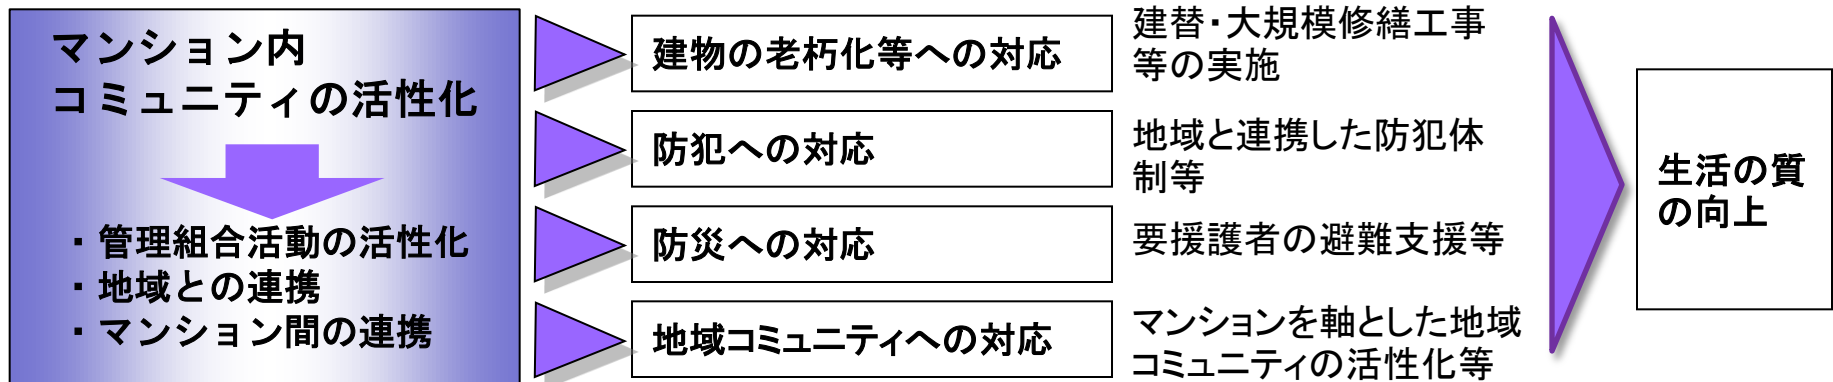 マンション内
コミュニティの活性化
・管理組合活動の活性化
・地域との連携
・マンション間の連携
建物の老朽化等への対応
建替・大規模修繕工事
等の実施
防犯への対応
地域と連携した防犯体
制等
防災への対応
要援護者の避難支援等
地域コミュニティへの対応
マンションを軸とした地域
コミュニティの活性化等
生活の質
の向上